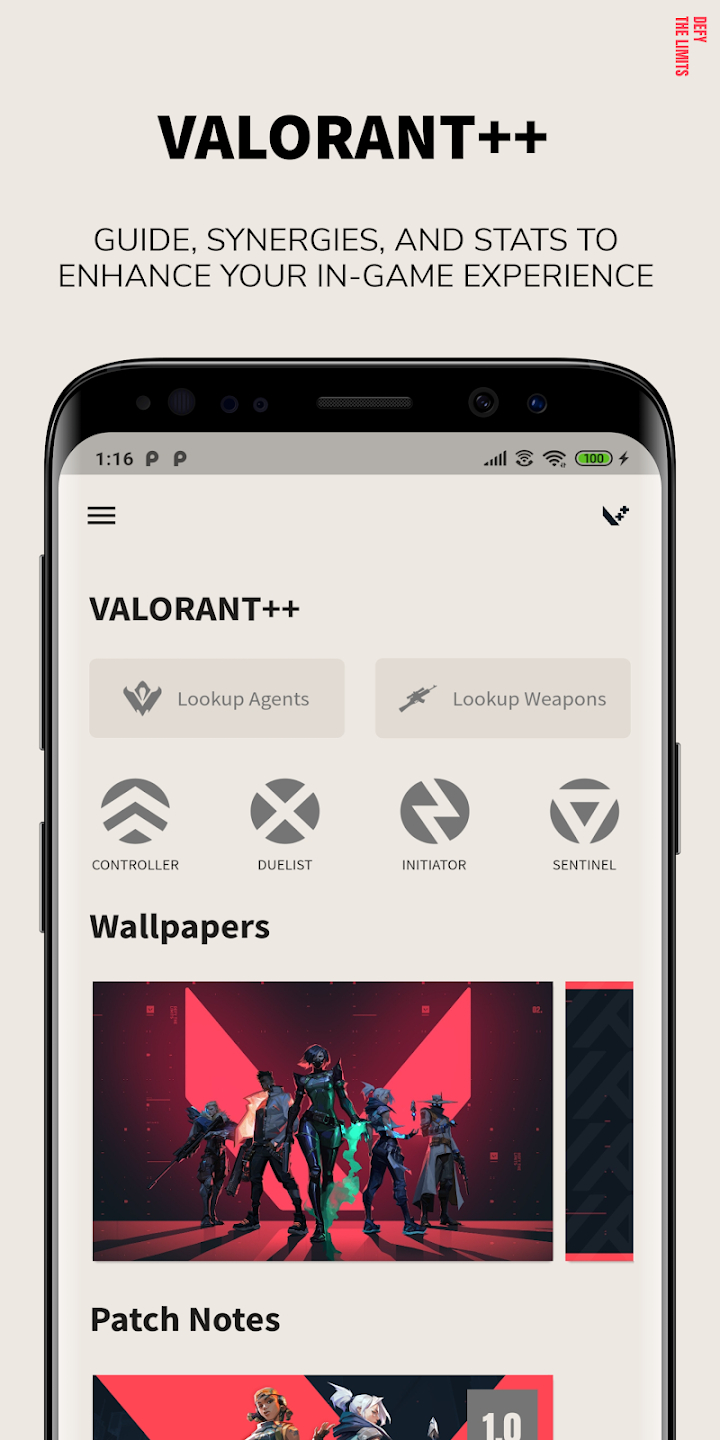 DEFY
THE LIMITS
VALORANT++
GUIDE, SYNERGIES, AND STATS TO
ENHANCE YOUR IN-GAME EXPERIENCE
1:16
100
VALORANT++
Lookup Agents
Lookup Weapons
CONTROLLER
DUELIST
INITIATOR
SENTINEL
Wallpapers
02.
Patch Notes
1.0